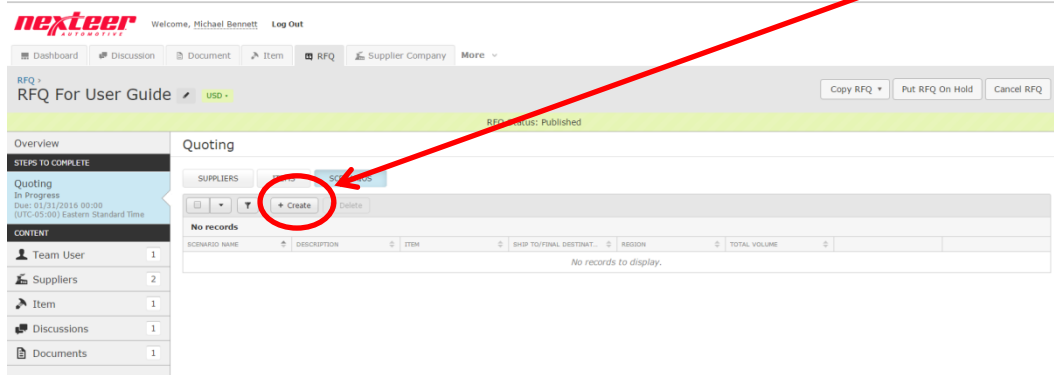 nexteer
AUTOMOTIVE
Welcome, Michael Bennett Log Out
Dashboard Discussion Document Item RFQ Supplier Company More
RFQ ›
RFQ For User Guide USD
Copy RFQ Put RFQ On Hold Cancel RFQ
Status: Published
Overview
STEPS TO COMPLETE
Quoting
In Progress
Due: 01/31/2016 00:00
(UTC-05:00) Eastern Standard Time
CONTENT
Team User 1
Suppliers 2
Item 1
Discussions 1
Documents 1
Quoting
SUPPLIERS
+ Create Delete
No records
SCENARIO NAME DESCRIPTION ITEM SHIP TO/FINAL DESTINAT... REGION TOTAL VOLUME
No records to display.